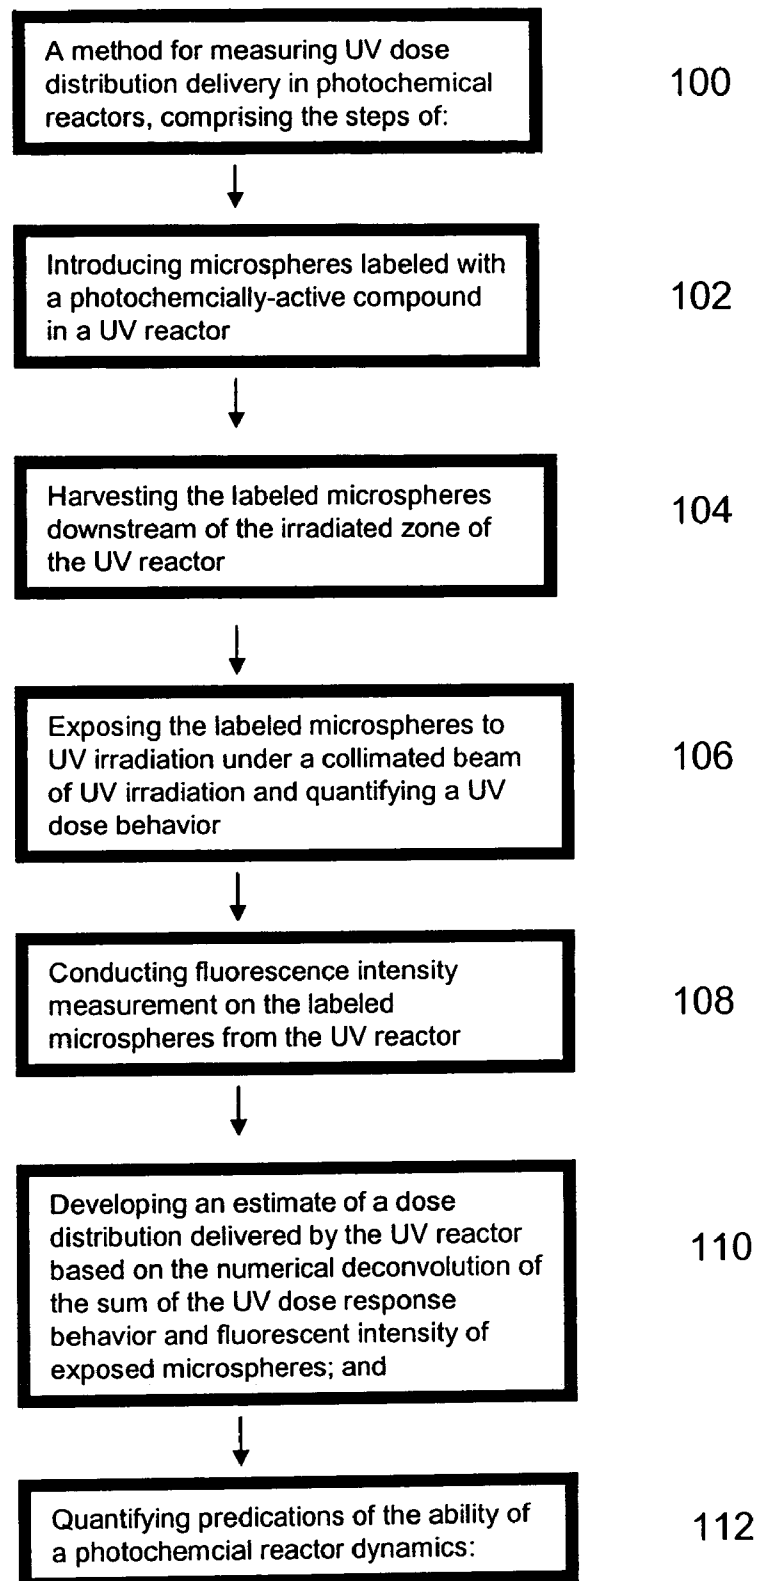 A method for measuring UV dose
distribution delivery in photochemical
reactors, comprising the steps of:
100
Introducing microspheres labeled with
a photochemcially-active compound
in a UV reactor
102
Harvesting the labeled microspheres
downstream of the irradiated zone of
the UV reactor
104
Exposing the labeled microspheres to
UV irradiation under a collimated beam
of UV irradiation and quantifying a UV
dose behavior
106
Conducting fluorescence intensity
measurement on the labeled
microspheres from the UV reactor
108
Developing an estimate of a dose
distribution delivered by the UV reactor
based on the numerical deconvolution of
the sum of the UV dose response
behavior and fluorescent intensity of
exposed microspheres; and
110
Quantifying predications of the ability of
a photochemcial reactor dynamics:
112